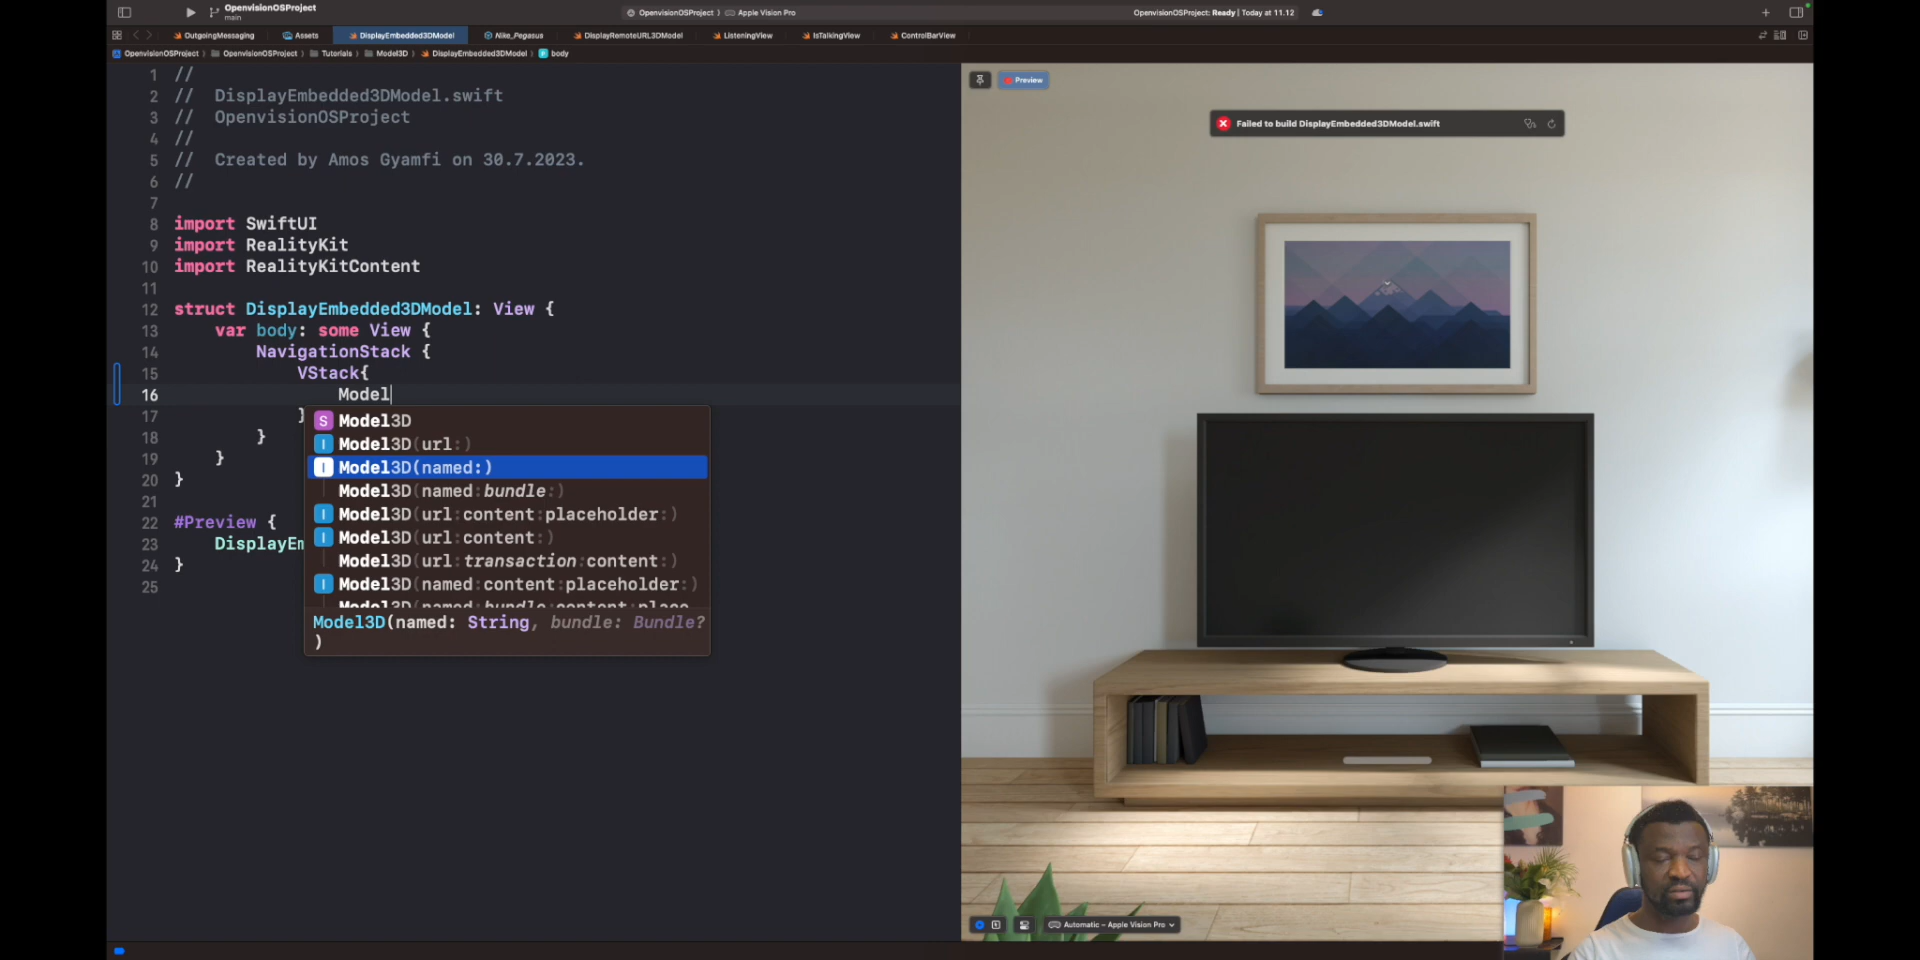 OpenvisionOSProject
main
OpenvisionOSProject ⟩ Apple Vision Pro
OpenvisionOSProject: Ready | Today at 11.12
OutgoingMessaging
Assets
DisplayEmbedded3DModel
Nike_Pegasus
DisplayRemoteURL3DModel
ListeningView
IsTalkingView
ControlBarView
OpenvisionOSProject ⟩ OpenvisionOSProject ⟩ Tutorials ⟩ Model3D ⟩ DisplayEmbedded3DModel ⟩ P body
1 //
2 // DisplayEmbedded3DModel.swift
3 // OpenvisionOSProject
4 //
5 // Created by Amos Gyamfi on 30.7.2023.
6 //
7
8 import SwiftUI
9 import RealityKit
10 import RealityKitContent
11
12 struct DisplayEmbedded3DModel: View {
13 var body: some View {
14 NavigationStack {
15 VStack{
16 Model
17 }
18 }
19 }
20 }
21
22 #Preview {
23 DisplayEm
24 }
25
S Model3D
I Model3D(url:)
I Model3D(named:)
Model3D(named:bundle:)
I Model3D(url:content:placeholder:)
I Model3D(url:content:)
Model3D(url:transaction:content:)
I Model3D(named:content:placeholder:)
Model3D(named:bundle:content:place
Model3D(named: String, bundle: Bundle?
)
Preview
Failed to build DisplayEmbedded3DModel.swift
Automatic – Apple Vision Pro